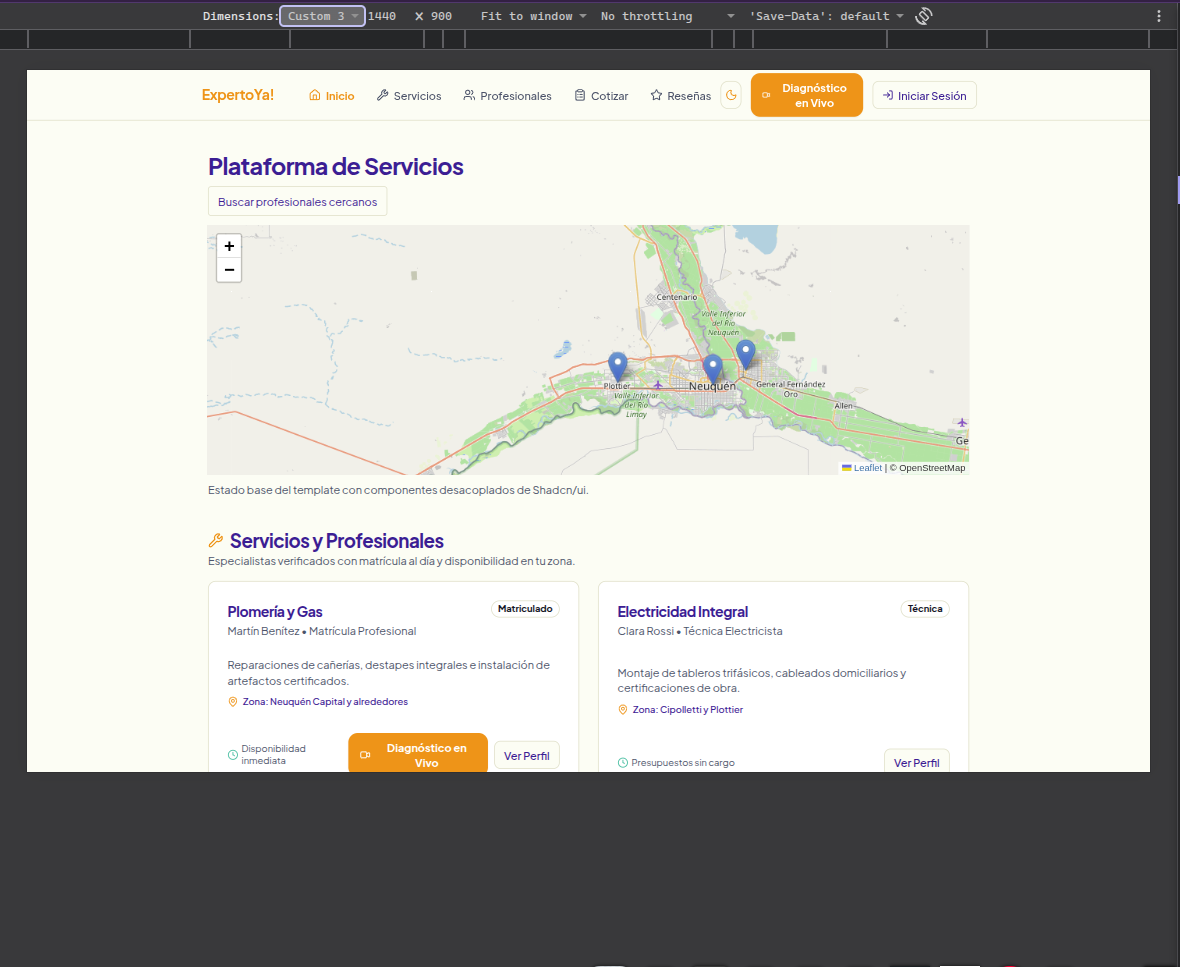 Dimensions: Custom 3 1440 × 900 Fit to window No throttling 'Save-Data': default
ExpertoYa! Inicio Servicios Profesionales Cotizar Reseñas Diagnóstico en Vivo Iniciar Sesión
Plataforma de Servicios
Buscar profesionales cercanos
+
−
Centenario
Valle Inferior
del Río
Neuquén
Plottier
Neuquén
General Fernández
Oro
Valle Inferior
del Río
Limay
Allen
Ge
Leaflet | © OpenStreetMap
Estado base del template con componentes desacoplados de Shadcn/ui.
Servicios y Profesionales
Especialistas verificados con matrícula al día y disponibilidad en tu zona.
Plomería y Gas
Matriculado
Martín Benítez • Matrícula Profesional
Reparaciones de cañerías, destapes integrales e instalación de
artefactos certificados.
Zona: Neuquén Capital y alrededores
Disponibilidad
inmediata
Diagnóstico en
Vivo
Ver Perfil
Electricidad Integral
Técnica
Clara Rossi • Técnica Electricista
Montaje de tableros trifásicos, cableados domiciliarios y
certificaciones de obra.
Zona: Cipolletti y Plottier
Presupuestos sin cargo
Ver Perfil